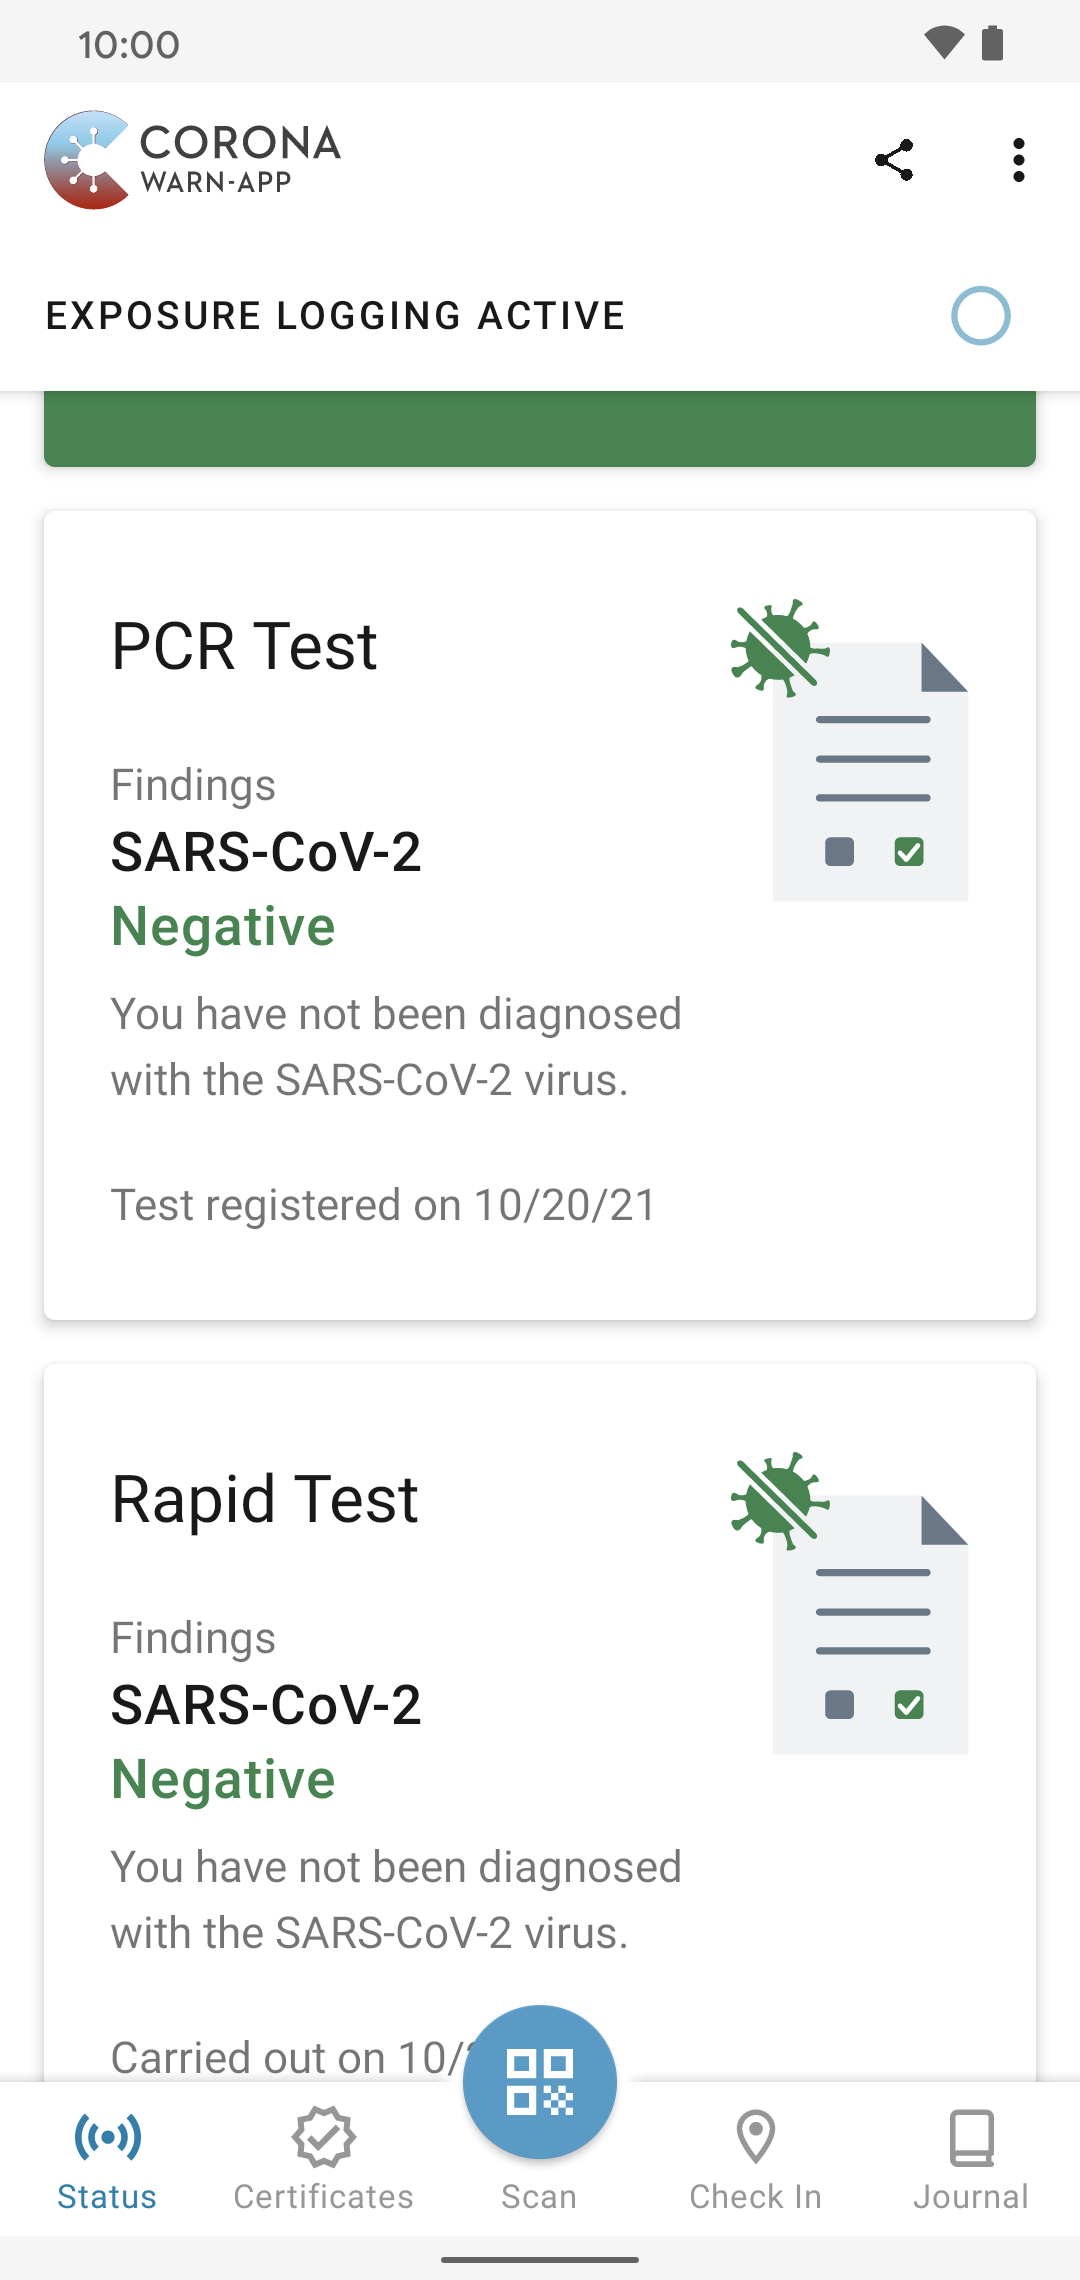 10:00
CORONA
WARN-APP
EXPOSURE LOGGING ACTIVE
PCR Test
Findings
SARS-CoV-2
Negative
You have not been diagnosed
with the SARS-CoV-2 virus.
Test registered on 10/20/21
Rapid Test
Findings
SARS-CoV-2
Negative
You have not been diagnosed
with the SARS-CoV-2 virus.
Carried out on 10/
Status
Certificates
Scan
Check In
Journal